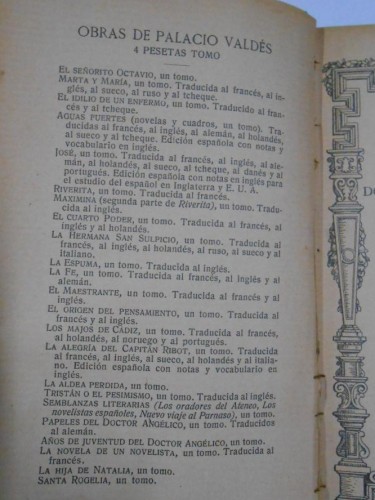 OBRAS DE PALACIO VALDÉS
4 PESETAS TOMO
EL SEÑORITO OCTAVIO, un tomo.
MARTA Y MARÍA, un tomo. Traducida al francés, al in-
glés, al sueco, al ruso y al tcheque.
EL IDILIO DE UN ENFERMO, un tomo. Traducido al fran-
cés y al tcheque.
AGUAS FUERTES (novelas y cuadros, un tomo). Tra-
ducidas al francés, al inglés, al alemán, al holandés,
al sueco y al tcheque. Edición española con notas y
vocabulario en inglés.
JOSÉ, un tomo. Traducida al francés, al inglés, al ale-
mán, al holandés, al sueco, al tcheque, al danés y al
portugués. Edición española con notas en inglés para
el estudio del español en Inglaterra y E. U. A.
RIVERITA, un tomo. Traducida al francés.
MAXIMINA (segunda parte de Riverita), un tomo. Tradu-
cida al inglés.
EL CUARTO PODER, un tomo. Traducida al francés, al
inglés y al holandés.
LA HERMANA SAN SULPICIO, un tomo. Traducida al
francés, al inglés, al holandés, al ruso, al sueco y al
italiano.
LA ESPUMA, un tomo. Traducida al inglés.
LA FE, un tomo. Traducida al francés, al inglés y al
alemán.
EL MAESTRANTE, un tomo. Traducida al francés y al inglés.
EL ORIGEN DEL PENSAMIENTO, un tomo. Traducida al
francés y al inglés.
LOS MAJOS DE CÁDIZ, un tomo. Traducida al francés,
al holandés, al noruego y al portugués.
LA ALEGRÍA DEL CAPITÁN RIBOT, un tomo. Traducida
al francés, al inglés, al sueco, al holandés y al italia-
no. Edición española con notas y vocabulario en
inglés.
LA ALDEA PERDIDA, un tomo.
TRISTÁN O EL PESIMISMO, un tomo. Traducida al inglés.
SEMBLANZAS LITERARIAS (Los oradores del Ateneo, Los
novelistas españoles, Nuevo viaje al Parnaso), un tomo.
PAPELES DEL DOCTOR ANGÉLICO, un tomo. Traducidos
al alemán.
AÑOS DE JUVENTUD DEL DOCTOR ANGÉLICO, un tomo.
LA NOVELA DE UN NOVELISTA, un tomo. Traducida al
francés.
LA HIJA DE NATALIA, un tomo.
SANTA ROGELIA, un tomo.